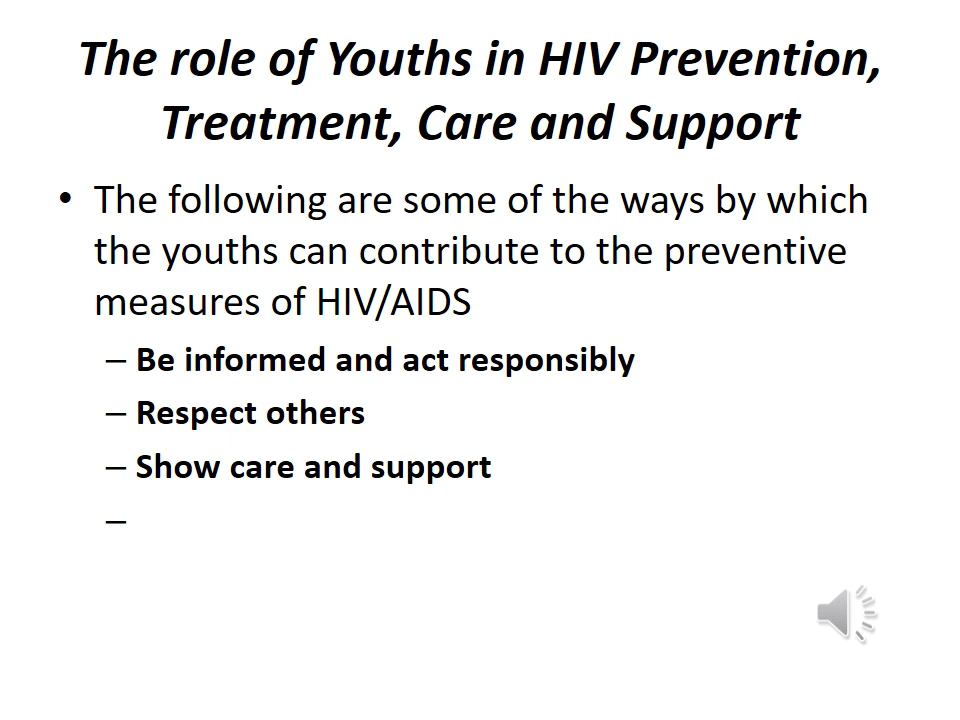 The role of Youths in HIV Prevention,
Treatment, Care and Support
• The following are some of the ways by which
the youths can contribute to the preventive
measures of HIV/AIDS
– Be informed and act responsibly
– Respect others
– Show care and support
–